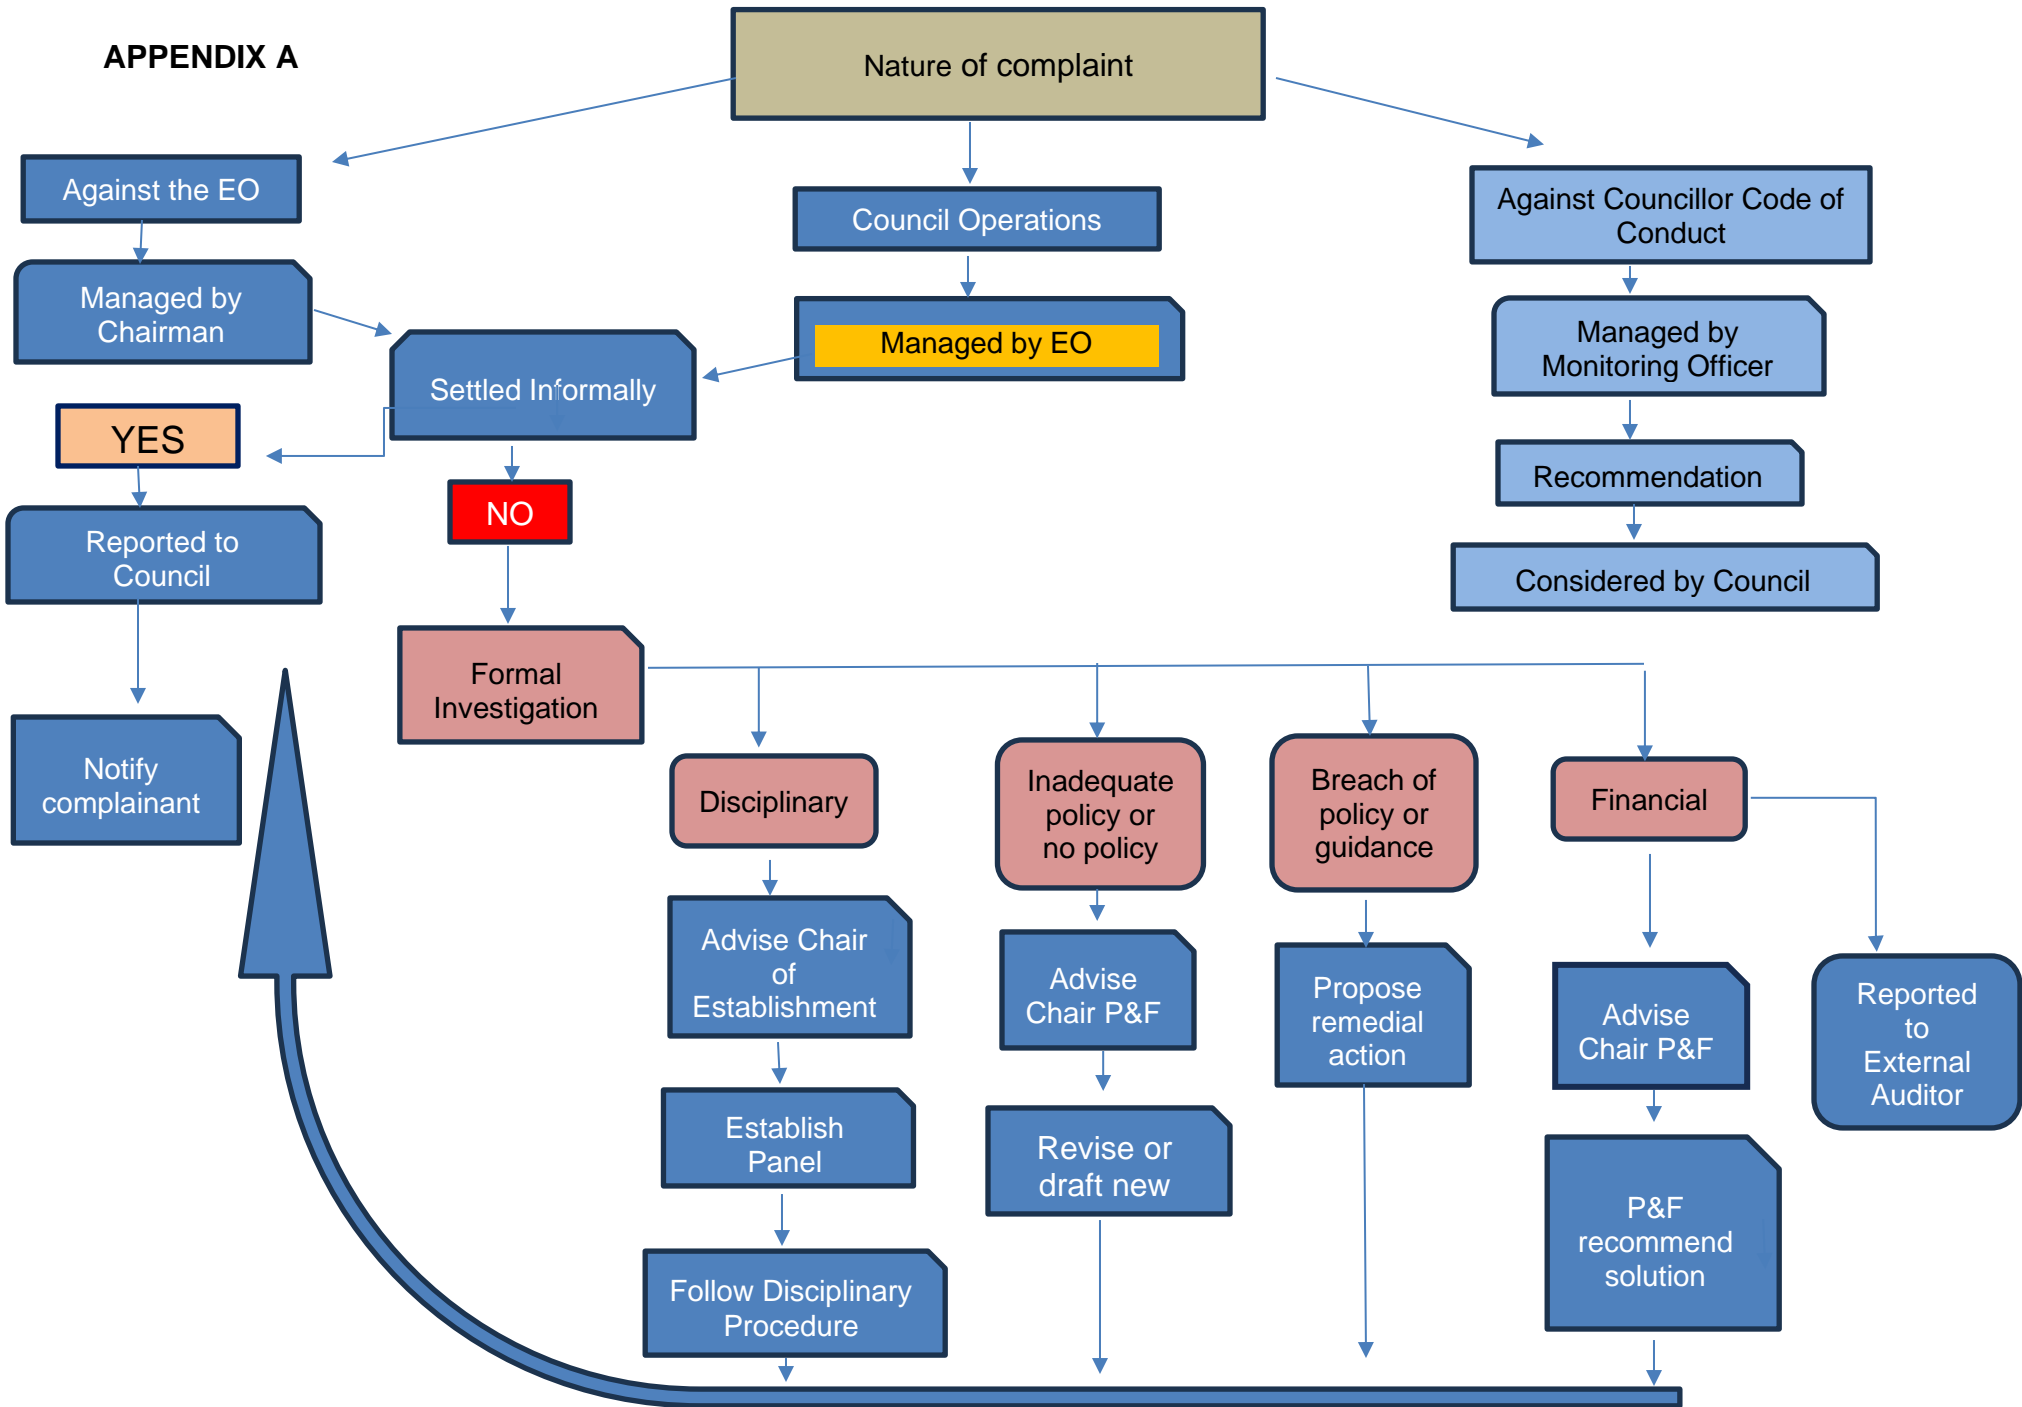 APPENDIX A
Nature of complaint
Against the EO
Council Operations
Against Councillor Code of
Conduct
Managed by
Chairman
Managed by EO
Managed by
Monitoring Officer
Settled Informally
YES
NO
Recommendation
Reported to
Council
Considered by Council
Formal
Investigation
Notify
complainant
Disciplinary
Inadequate
policy or
no policy
Breach of
policy or
guidance
Financial
Advise Chair
of
Establishment
Advise
Chair P&F
Propose
remedial
action
Advise
Chair P&F
Reported
to
External
Auditor
Establish
Panel
Revise or
draft new
P&F
recommend
solution
Follow Disciplinary
Procedure